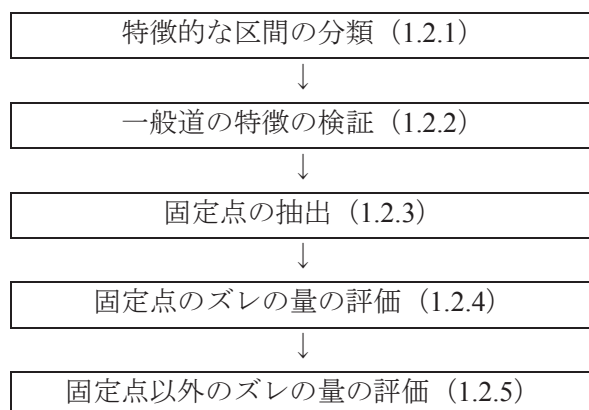 特徴的な区間の分類（1.2.1）
↓
一般道の特徴の検証（1.2.2）
↓
固定点の抽出（1.2.3）
↓
固定点のズレの量の評価（1.2.4）
↓
固定点以外のズレの量の評価（1.2.5）